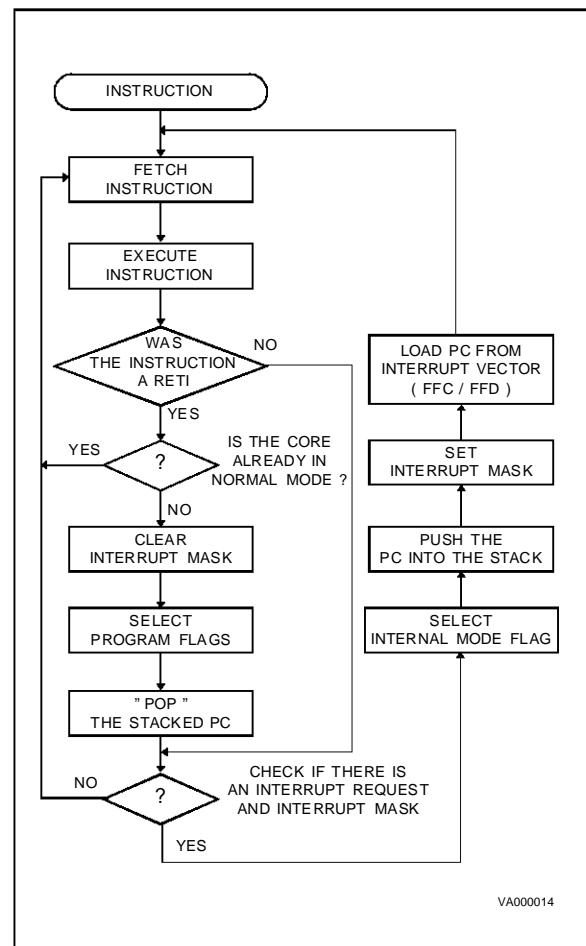 INSTRUCTION
FETCH
INSTRUCTION
EXECUTE
INSTRUCTION
WAS
THE INSTRUCTION
A RETI
NO
YES
YES
?
IS THE CORE
ALREADY IN
NORMAL MODE ?
NO
CLEAR
INTERRUPT MASK
SELECT
PROGRAM FLAGS
" POP "
THE STACKED PC
NO
?
CHECK IF THERE IS
AN INTERRUPT REQUEST
AND INTERRUPT MASK
YES
LOAD PC FROM
INTERRUPT VECTOR
( FFC / FFD )
SET
INTERRUPT MASK
PUSH THE
PC INTO THE STACK
SELECT
INTERNAL MODE FLAG
VA000014